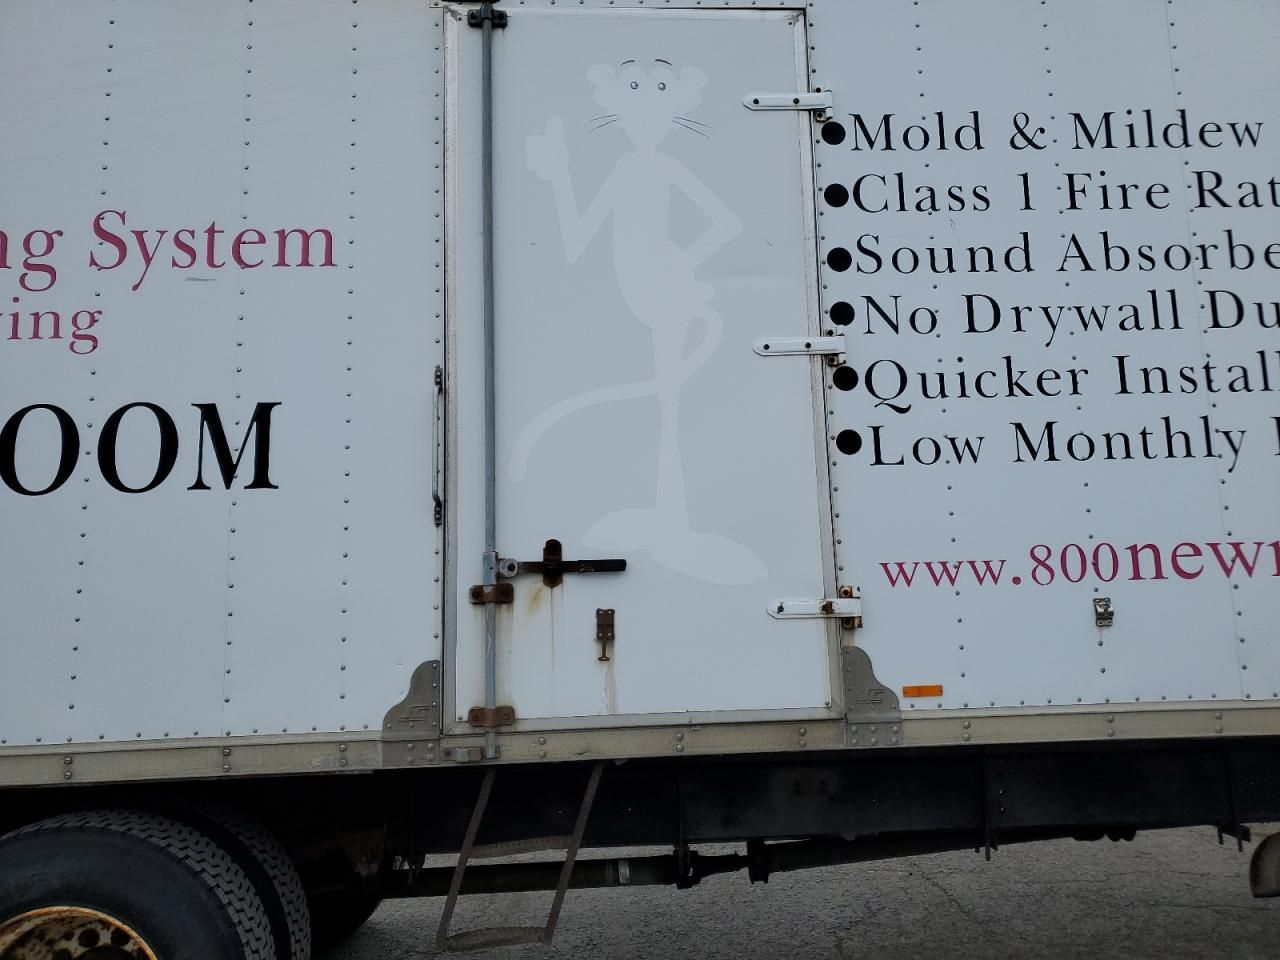 ng System
ving
OOM
Mold & Mildew
Class 1 Fire Rat
Sound Absorbe
No Drywall Du
Quicker Install
Low Monthly
www.800new